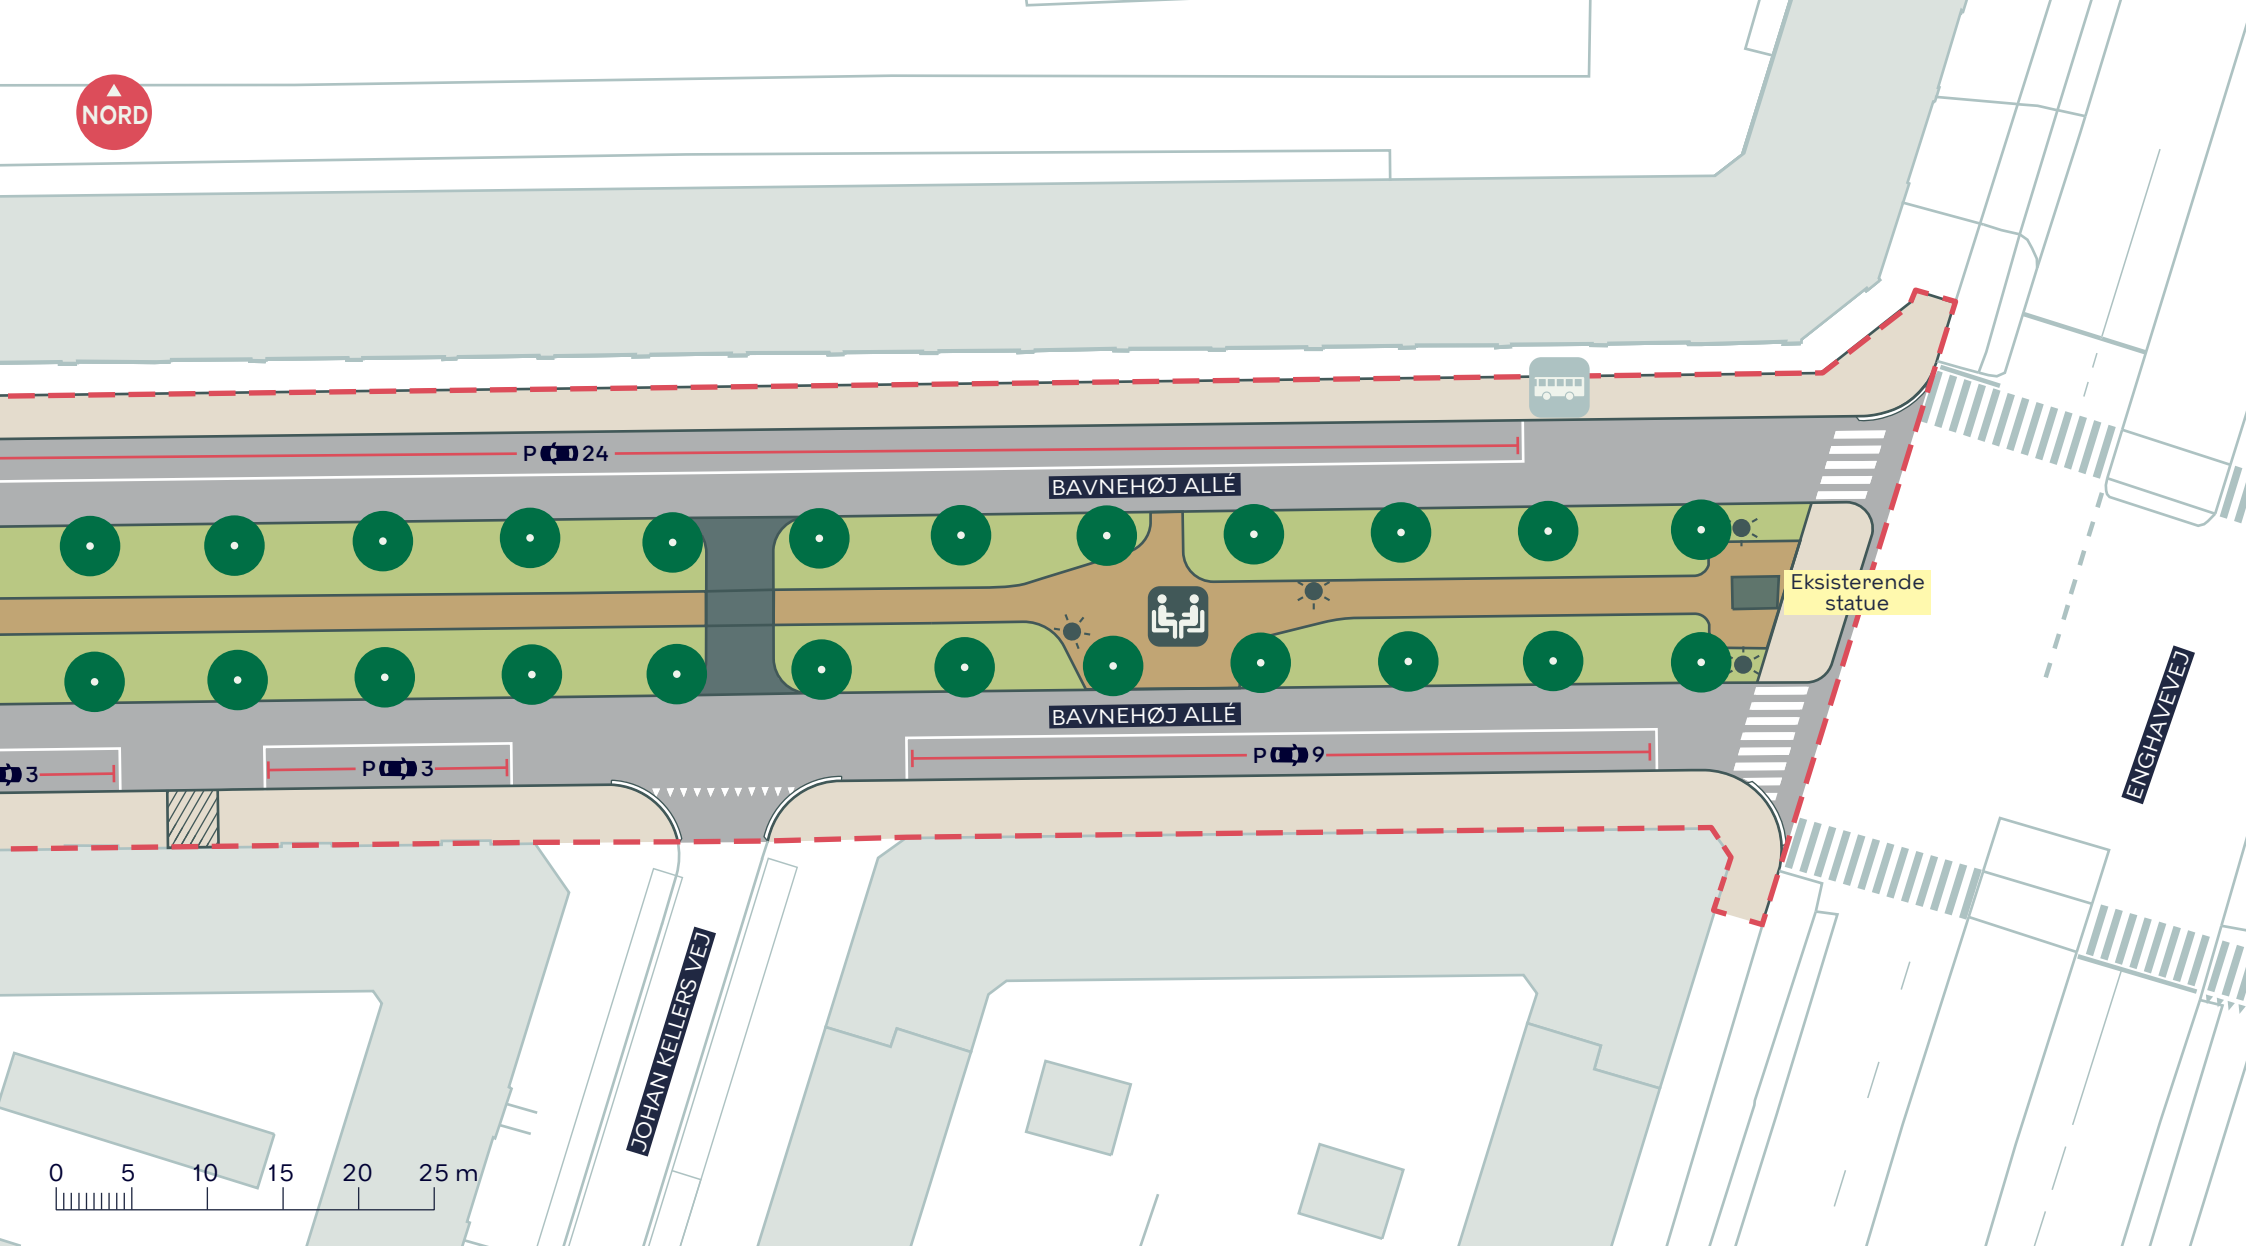 NORD
P 24
BAVNEHØJ ALLÉ
Eksisterende
statue
BAVNEHØJ ALLÉ
ENGHAVEVEJ
3
P 3
P 9
JOHAN KELLERS VEJ
0 5 10 15 20 25 m